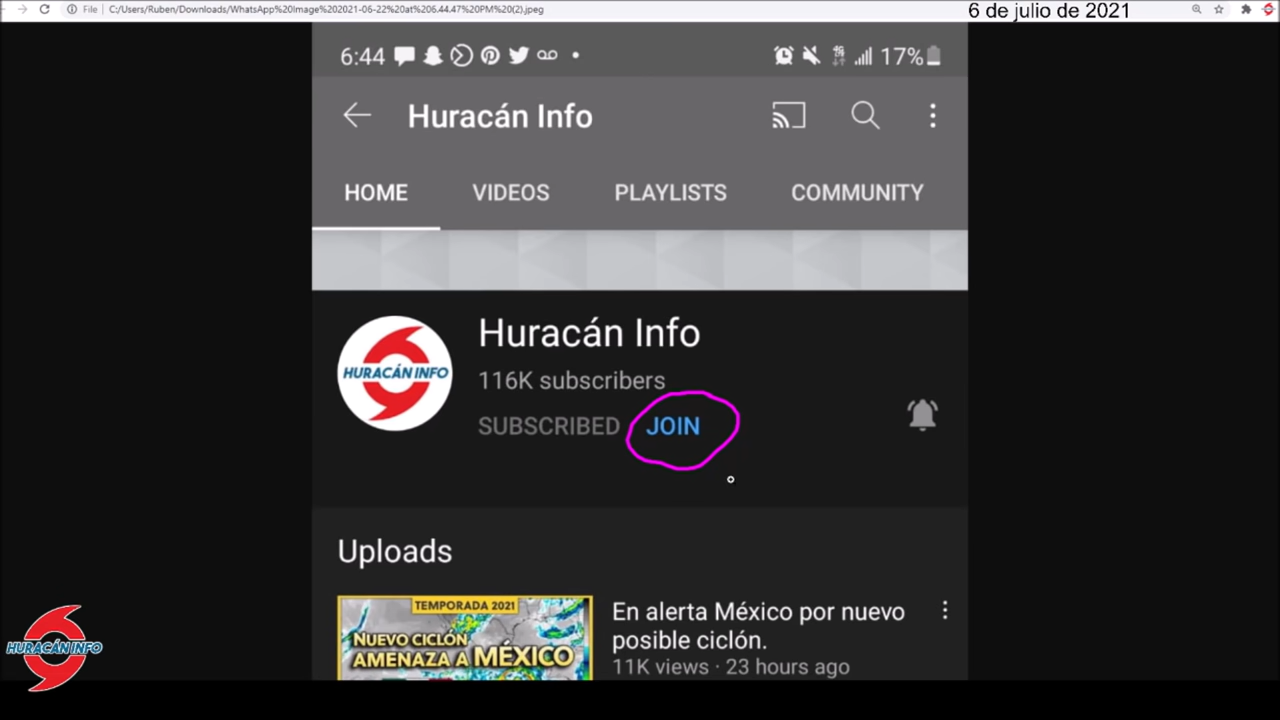 File | C:/Users/Ruben/Downloads/WhatsApp%20Image%202021-06-22%20at%206.44.47%20PM%20(2).jpeg
6 de julio de 2021
6:44
4G
17%
Huracán Info
HOME VIDEOS PLAYLISTS COMMUNITY
HURACÁN INFO
Huracán Info
116K subscribers
SUBSCRIBED JOIN
Uploads
TEMPORADA 2021
NUEVO CICLÓN
AMENAZA A MÉXICO
En alerta México por nuevo
posible ciclón.
11K views · 23 hours ago
HURACÁN INFO